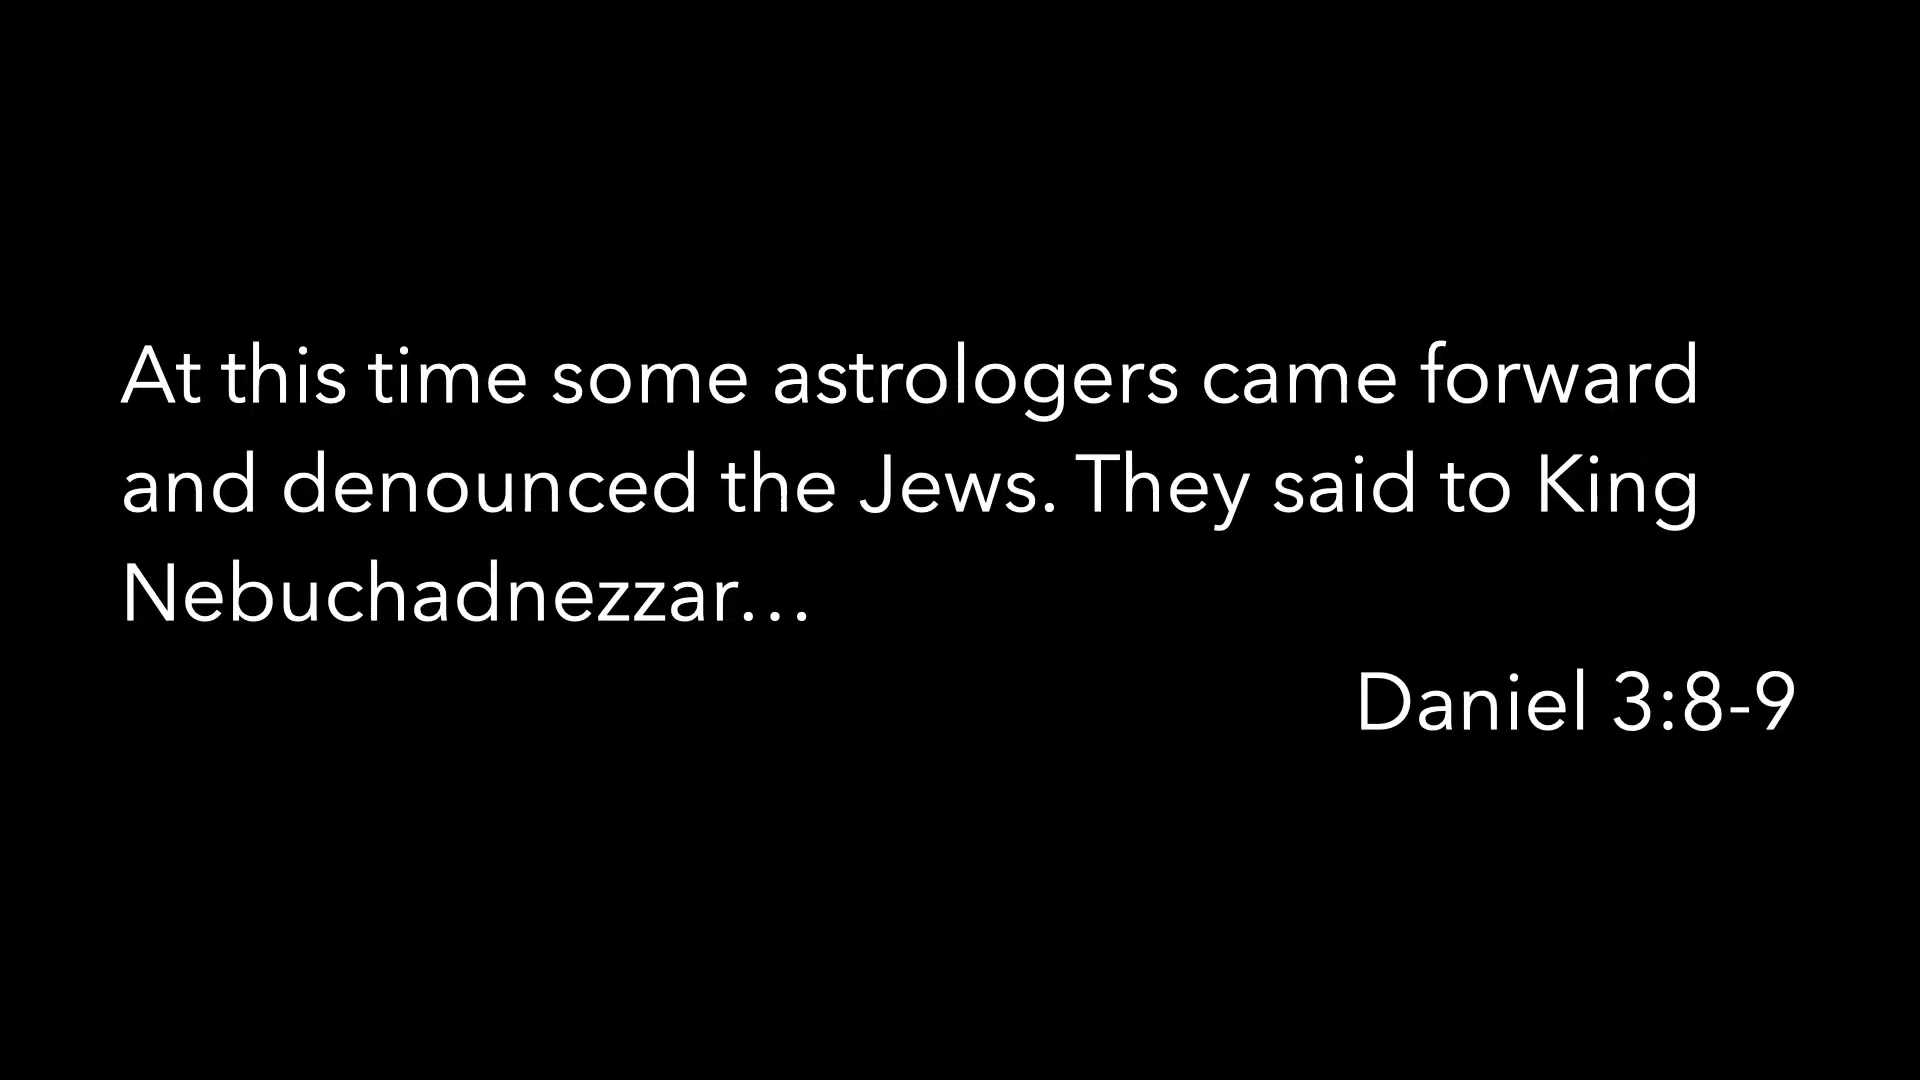 At this time some astrologers came forward
and denounced the Jews. They said to King
Nebuchadnezzar…
Daniel 3:8-9